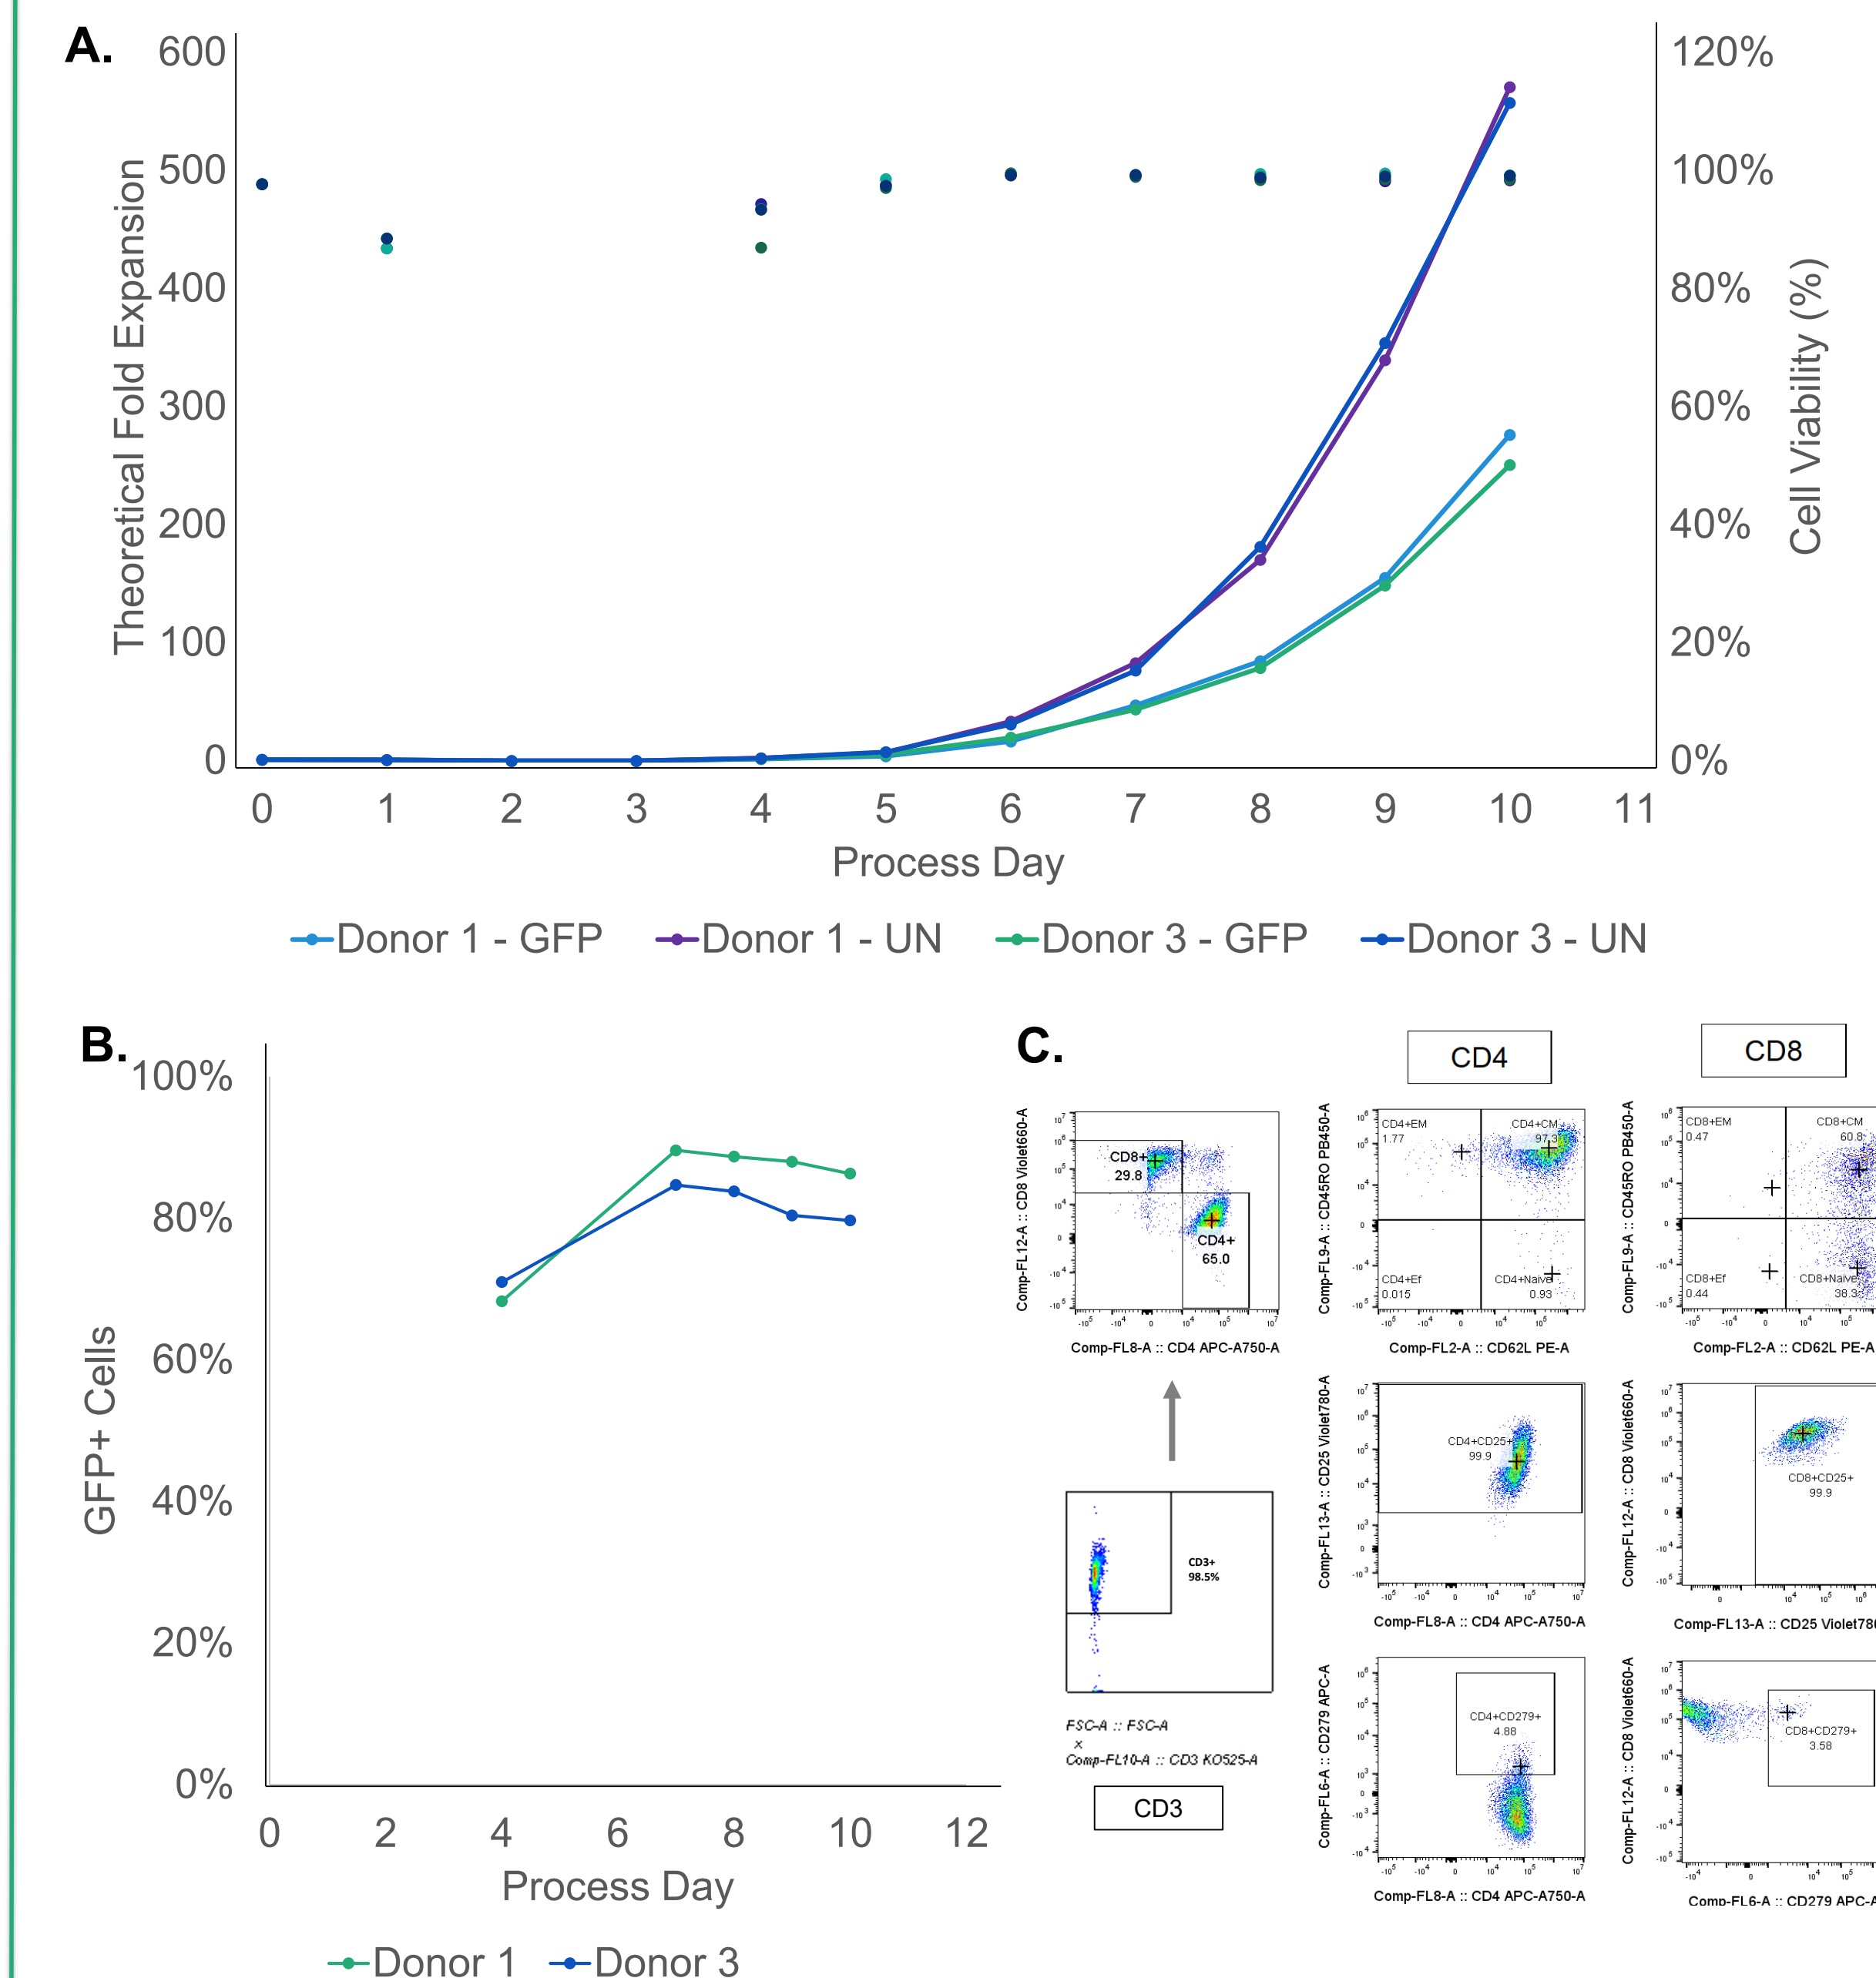 A.
600
500
400
300
200
100
0
Theoretical Fold Expansion
120%
100%
80%
60%
40%
20%
0%
Cell Viability (%)
0 1 2 3 4 5 6 7 8 9 10 11
Process Day
Donor 1 - GFP Donor 1 - UN Donor 3 - GFP Donor 3 - UN
B.
100%
80%
60%
40%
20%
0%
GFP+ Cells
0 2 4 6 8 10 12
Process Day
Donor 1 Donor 3
C.
CD4
CD8
Comp-FL12-A :: CD8 Violet660-A
CD8+
29.8
CD4+
65.0
Comp-FL8-A :: CD4 APC-A750-A
Comp-FL9-A :: CD45RO PB450-A
CD4+EM
1.77
CD4+CM
97.3
CD4+Ef
0.015
CD4+Naive
0.93
Comp-FL2-A :: CD62L PE-A
Comp-FL9-A :: CD45RO PB450-A
CD8+EM
0.47
CD8+CM
60.8
CD8+Ef
0.44
CD8+Naive
38.3
Comp-FL2-A :: CD62L PE-A
CD3+
98.5%
FSC-A :: FSC-A
x
Comp-FL10-A :: CD3 KO525-A
CD3
Comp-FL13-A :: CD25 Violet780-A
CD4+CD25+
99.9
Comp-FL8-A :: CD4 APC-A750-A
Comp-FL12-A :: CD8 Violet660-A
CD8+CD25+
99.9
Comp-FL13-A :: CD25 Violet780
Comp-FL6-A :: CD279 APC-A
CD4+CD279+
4.88
Comp-FL8-A :: CD4 APC-A750-A
Comp-FL12-A :: CD8 Violet660-A
CD8+CD279+
3.58
Comp-FL6-A :: CD279 APC-A